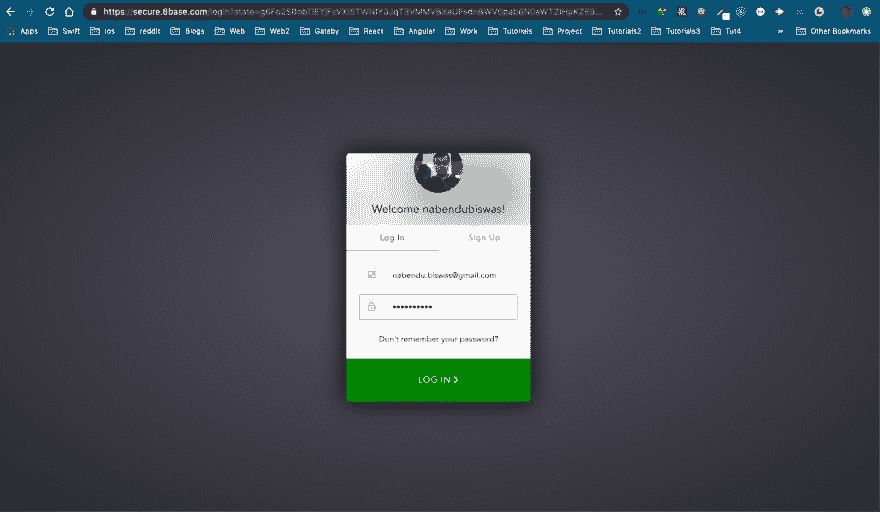 https://secure.8base.com/login?state=
Apps Swift ios reddit Blogs Web Web2 Gatsby React Angular Work Tutorials Project Tutorials2 Tutorials3 Tut4 » Other Bookmarks
Welcome nabendubiswas!
Log In Sign Up
nabendu.biswas@gmail.com
••••••••••
Don't remember your password?
LOG IN >